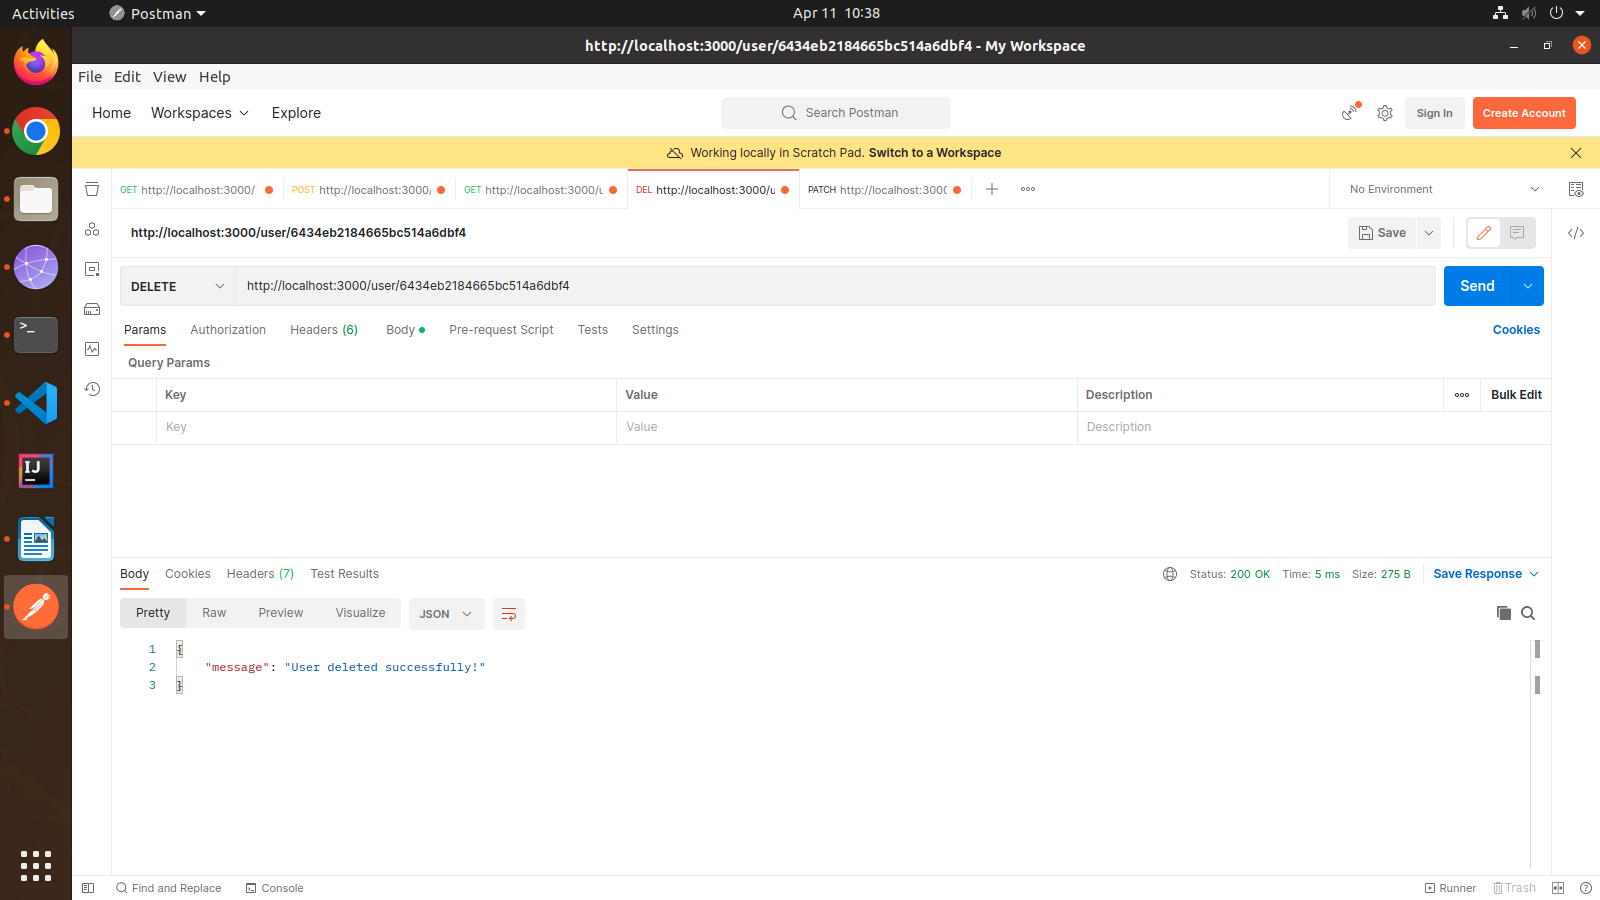 Activities Postman Apr 11 10:38
http://localhost:3000/user/6434eb2184665bc514a6dbf4 - My Workspace
File Edit View Help
Home Workspaces Explore Search Postman Sign In Create Account
Working locally in Scratch Pad. Switch to a Workspace
GET http://localhost:3000/ POST http://localhost:3000/ GET http://localhost:3000/u DEL http://localhost:3000/u PATCH http://localhost:3000 No Environment
http://localhost:3000/user/6434eb2184665bc514a6dbf4 Save
DELETE http://localhost:3000/user/6434eb2184665bc514a6dbf4 Send
Params Authorization Headers (6) Body Pre-request Script Tests Settings Cookies
Query Params
Key Value Description Bulk Edit
Key Value Description
Body Cookies Headers (7) Test Results Status: 200 OK Time: 5 ms Size: 275 B Save Response
Pretty Raw Preview Visualize JSON
1 {
2 "message": "User deleted successfully!"
3 }
Find and Replace Console Runner Trash